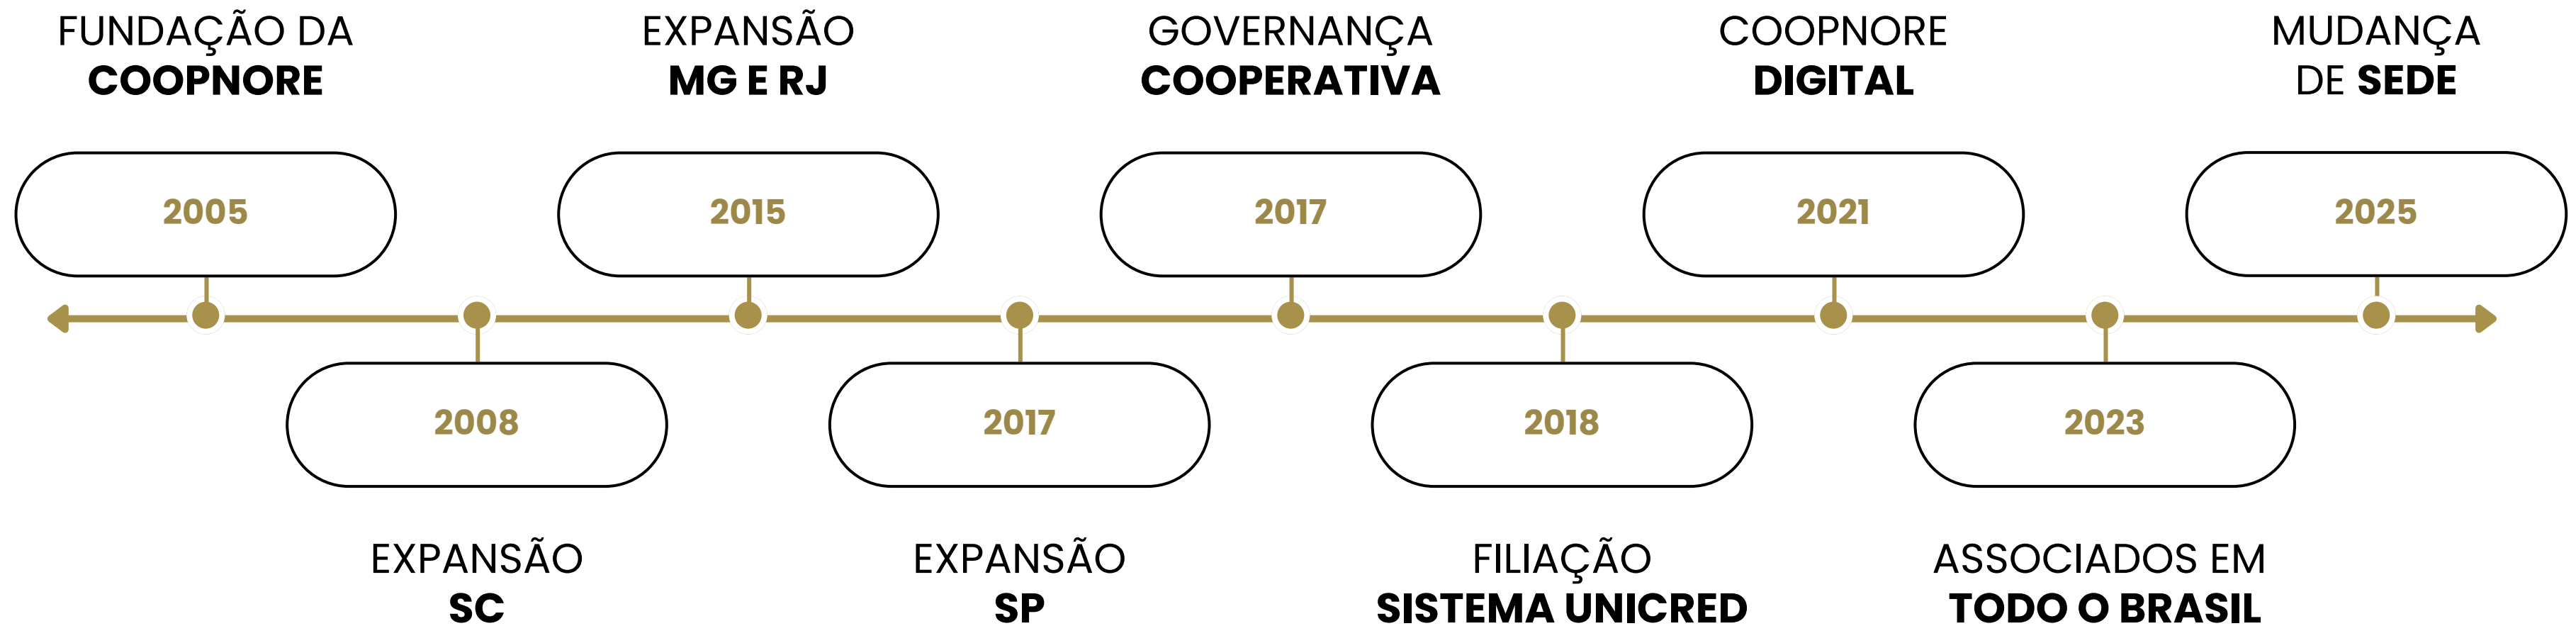 FUNDAÇÃO DA
COOPNORE
2005
2008
EXPANSÃO
SC
EXPANSÃO
MG E RJ
2015
2017
EXPANSÃO
SP
GOVERNANÇA
COOPERATIVA
2017
2018
FILIAÇÃO
SISTEMA UNICRED
COOPNORE
DIGITAL
2021
2023
ASSOCIADOS EM
TODO O BRASIL
MUDANÇA
DE SEDE
2025